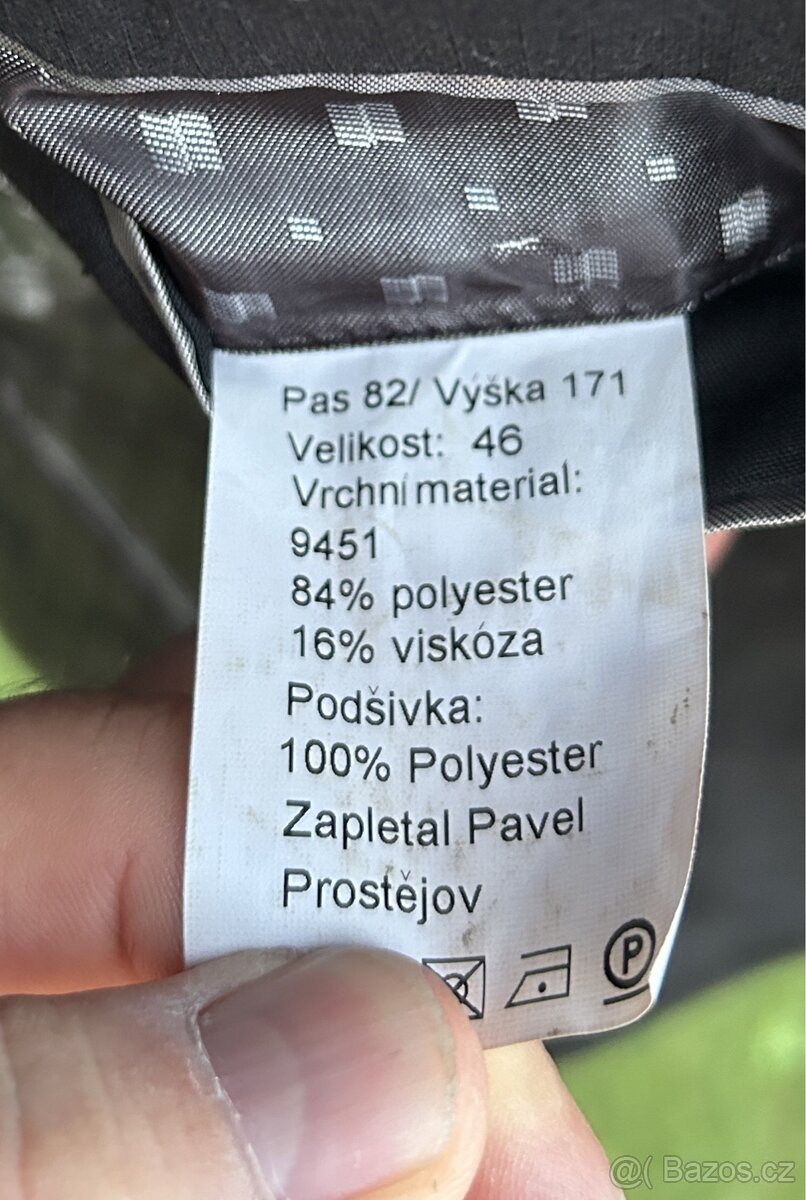 Pas 82/ Výška 171
Velikost: 46
Vrchní material:
9451
84% polyester
16% viskóza
Podšivka:
100% Polyester
Zapletal Pavel
Prostějov
P
@( Bazos.cz